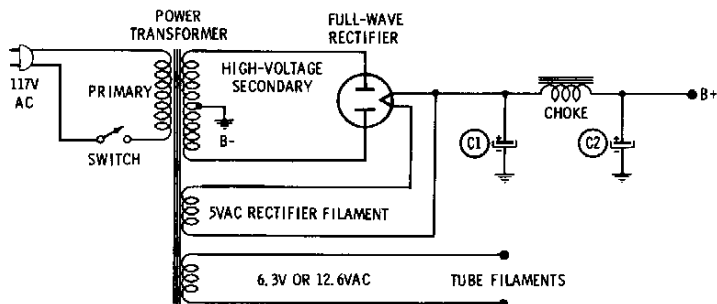 POWER
TRANSFORMER
FULL-WAVE
RECTIFIER
117V
AC
PRIMARY
HIGH-VOLTAGE
SECONDARY
B-
SWITCH
CHOKE
B+
C1
C2
5VAC RECTIFIER FILAMENT
6.3V OR 12.6VAC
TUBE FILAMENTS